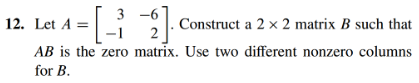 12. Let A = [ 3 −6 ; −1 2 ]. Construct a 2 × 2 matrix B such that
AB is the zero matrix. Use two different nonzero columns
for B.